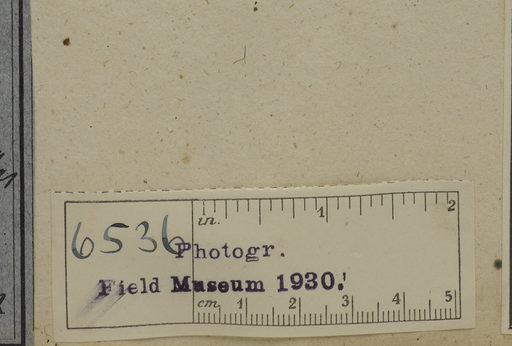 in. 1 2
6536 Photogr.
Field Museum 1930.
cm 1 2 3 4 5